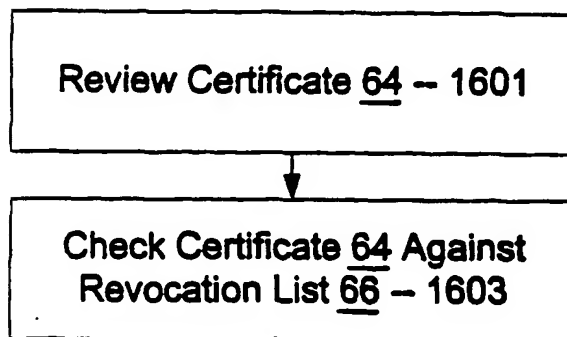 Review Certificate 64 – 1601
Check Certificate 64 Against
Revocation List 66 – 1603